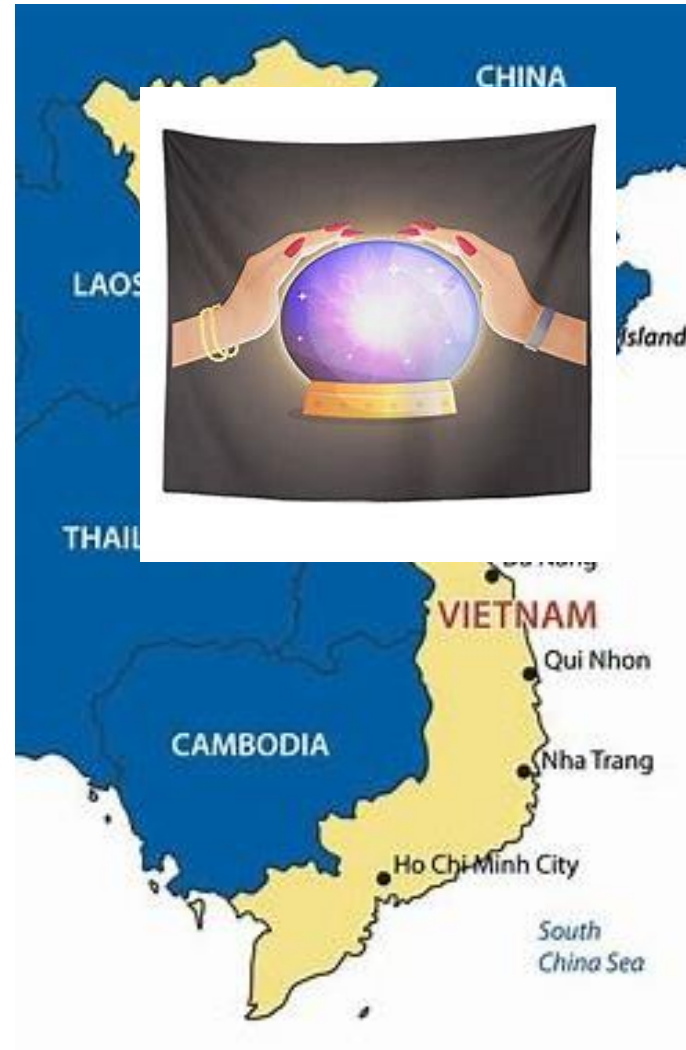 CHINA
LAOS
Island
THAIL
VIETNAM
Qui Nhon
CAMBODIA
Nha Trang
Ho Chi Minh City
South
China Sea